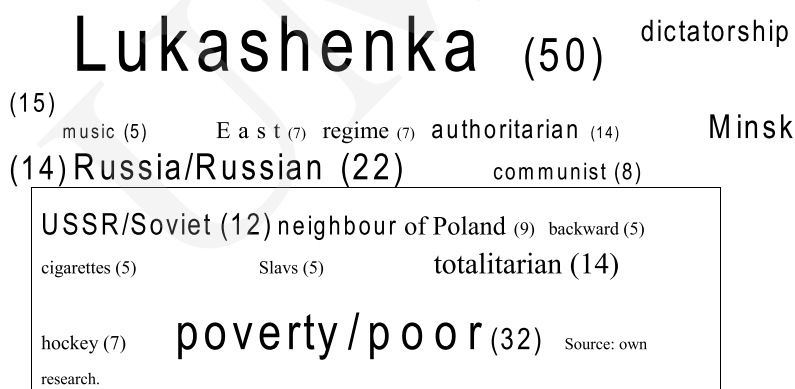 Lukashenka (50) dictatorship
(15)
music (5) East (7) regime (7) authoritarian (14) Minsk
(14) Russia/Russian (22) communist (8)
USSR/Soviet (12) neighbour of Poland (9) backward (5)
cigarettes (5) Slavs (5) totalitarian (14)
hockey (7) poverty/poor (32) Source: own
research.